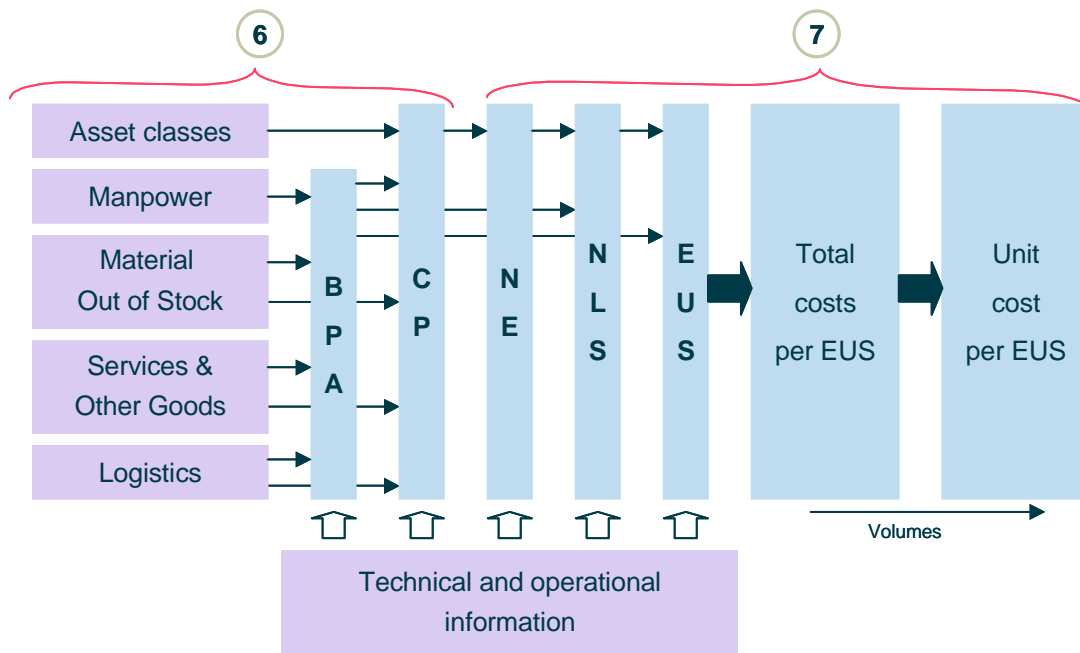 6
7
Asset classes
Manpower
Material
Out of Stock
Services &
Other Goods
Logistics
B
P
A
C
P
N
E
N
L
S
E
U
S
Total
costs
per EUS
Unit
cost
per EUS
Volumes
Technical and operational
information